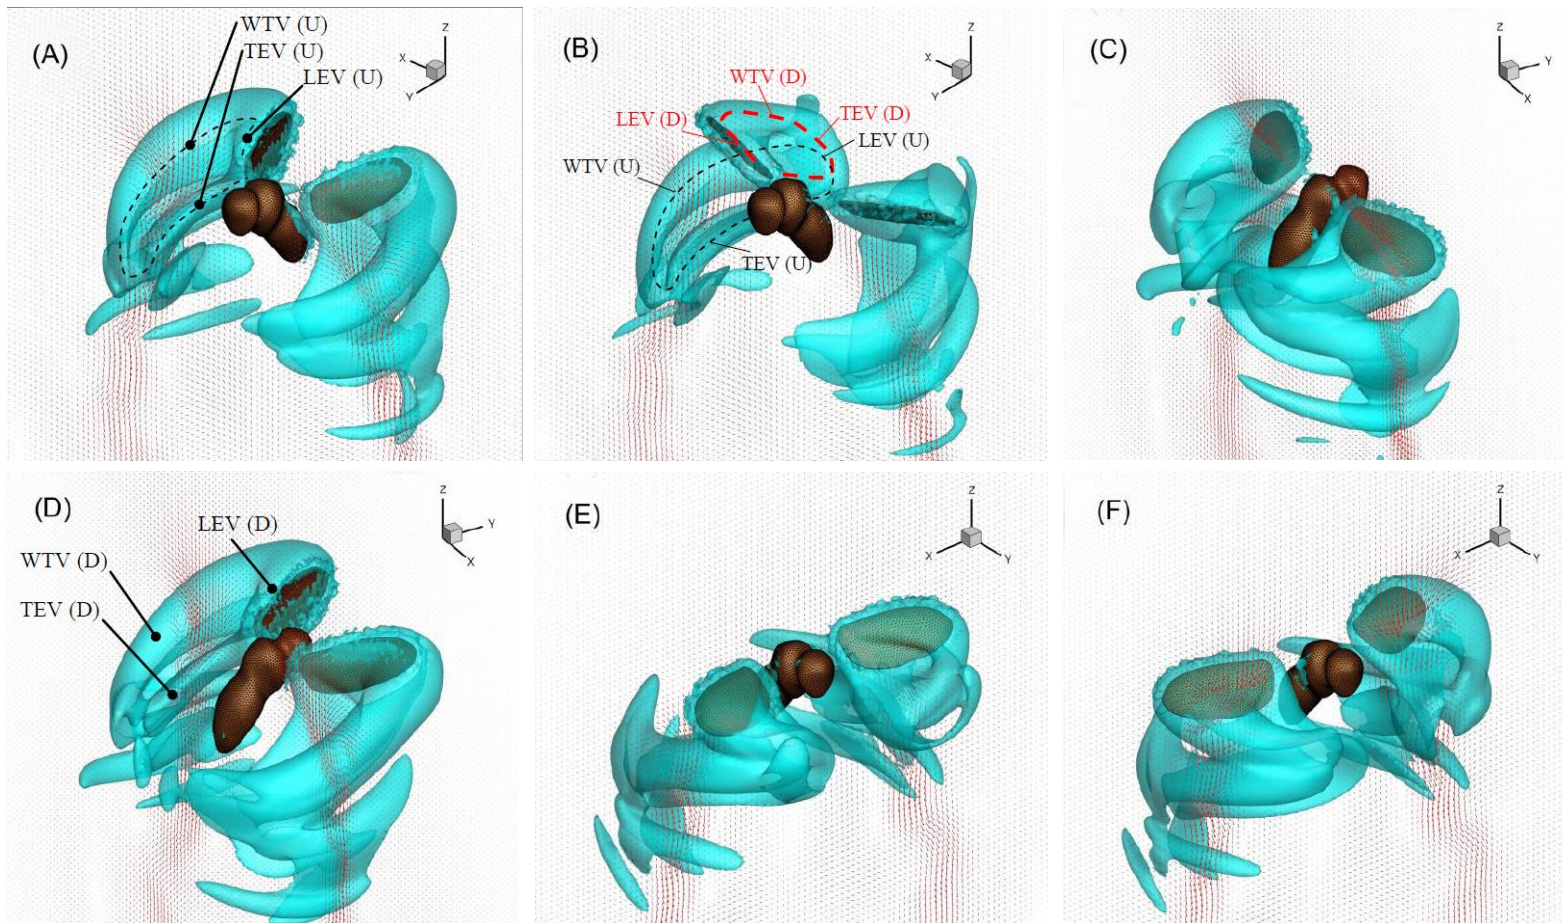 (A)
WTV (U)
TEV (U)
LEV (U)
Z
X
Y
(B)
WTV (D)
TEV (D)
LEV (D)
LEV (U)
WTV (U)
TEV (U)
Z
X
Y
(C)
Z
Y
X
(D)
LEV (D)
WTV (D)
TEV (D)
Z
Y
X
(E)
Z
X
Y
(F)
Z
X
Y